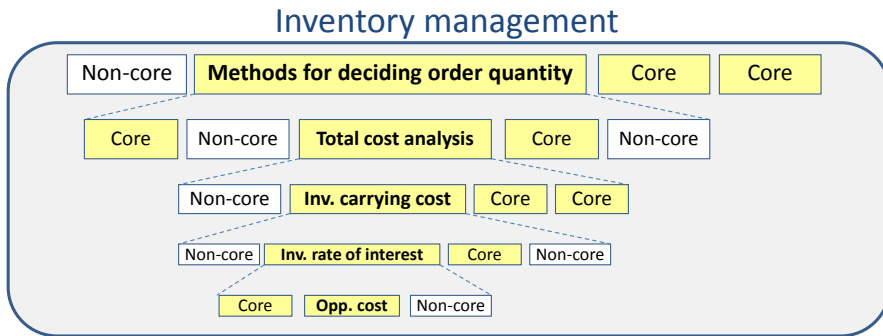 Inventory management
Non-core Methods for deciding order quantity Core Core
Core Non-core Total cost analysis Core Non-core
Non-core Inv. carrying cost Core Core
Non-core Inv. rate of interest Core Non-core
Core Opp. cost Non-core